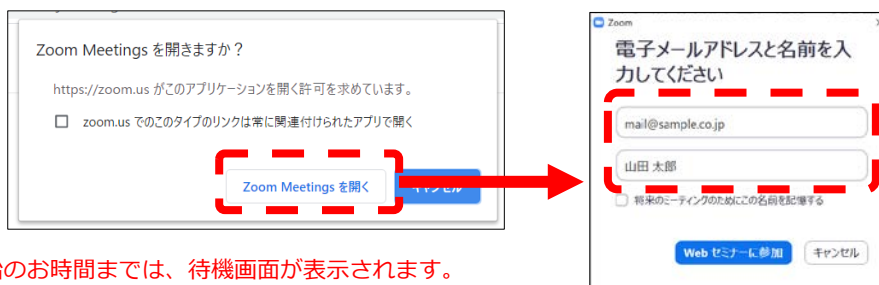 Zoom Meetings を開きますか？
https://zoom.us がこのアプリケーションを開く許可を求めています。
zoom.us でのこのタイプのリンクは常に関連付けられたアプリで開く
Zoom Meetings を開く
Zoom
電子メールアドレスと名前を入
力してください
mail@sample.co.jp
山田 太郎
将来のミーティングのためにこの名前を記憶する
Web セミナーに参加 キャンセル
のお時間までは、待機画面が表示されます。